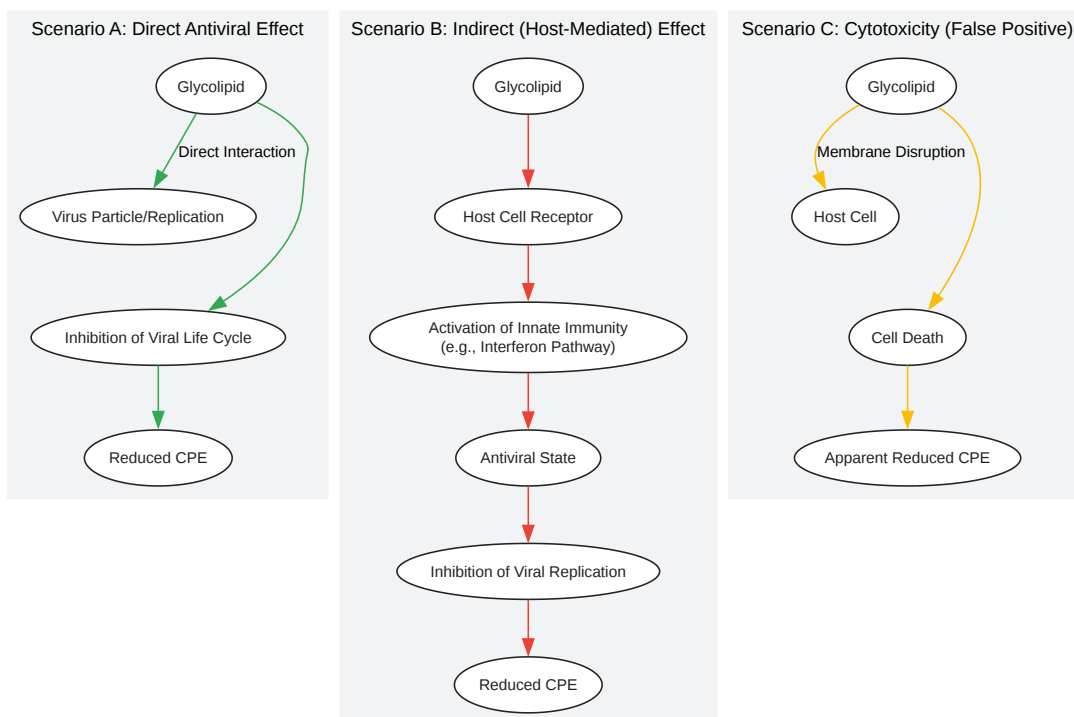 Scenario A: Direct Antiviral Effect
Glycolipid
Direct Interaction
Virus Particle/Replication
Inhibition of Viral Life Cycle
Reduced CPE
Scenario B: Indirect (Host-Mediated) Effect
Glycolipid
Host Cell Receptor
Activation of Innate Immunity
(e.g., Interferon Pathway)
Antiviral State
Inhibition of Viral Replication
Reduced CPE
Scenario C: Cytotoxicity (False Positive)
Glycolipid
Membrane Disruption
Host Cell
Cell Death
Apparent Reduced CPE